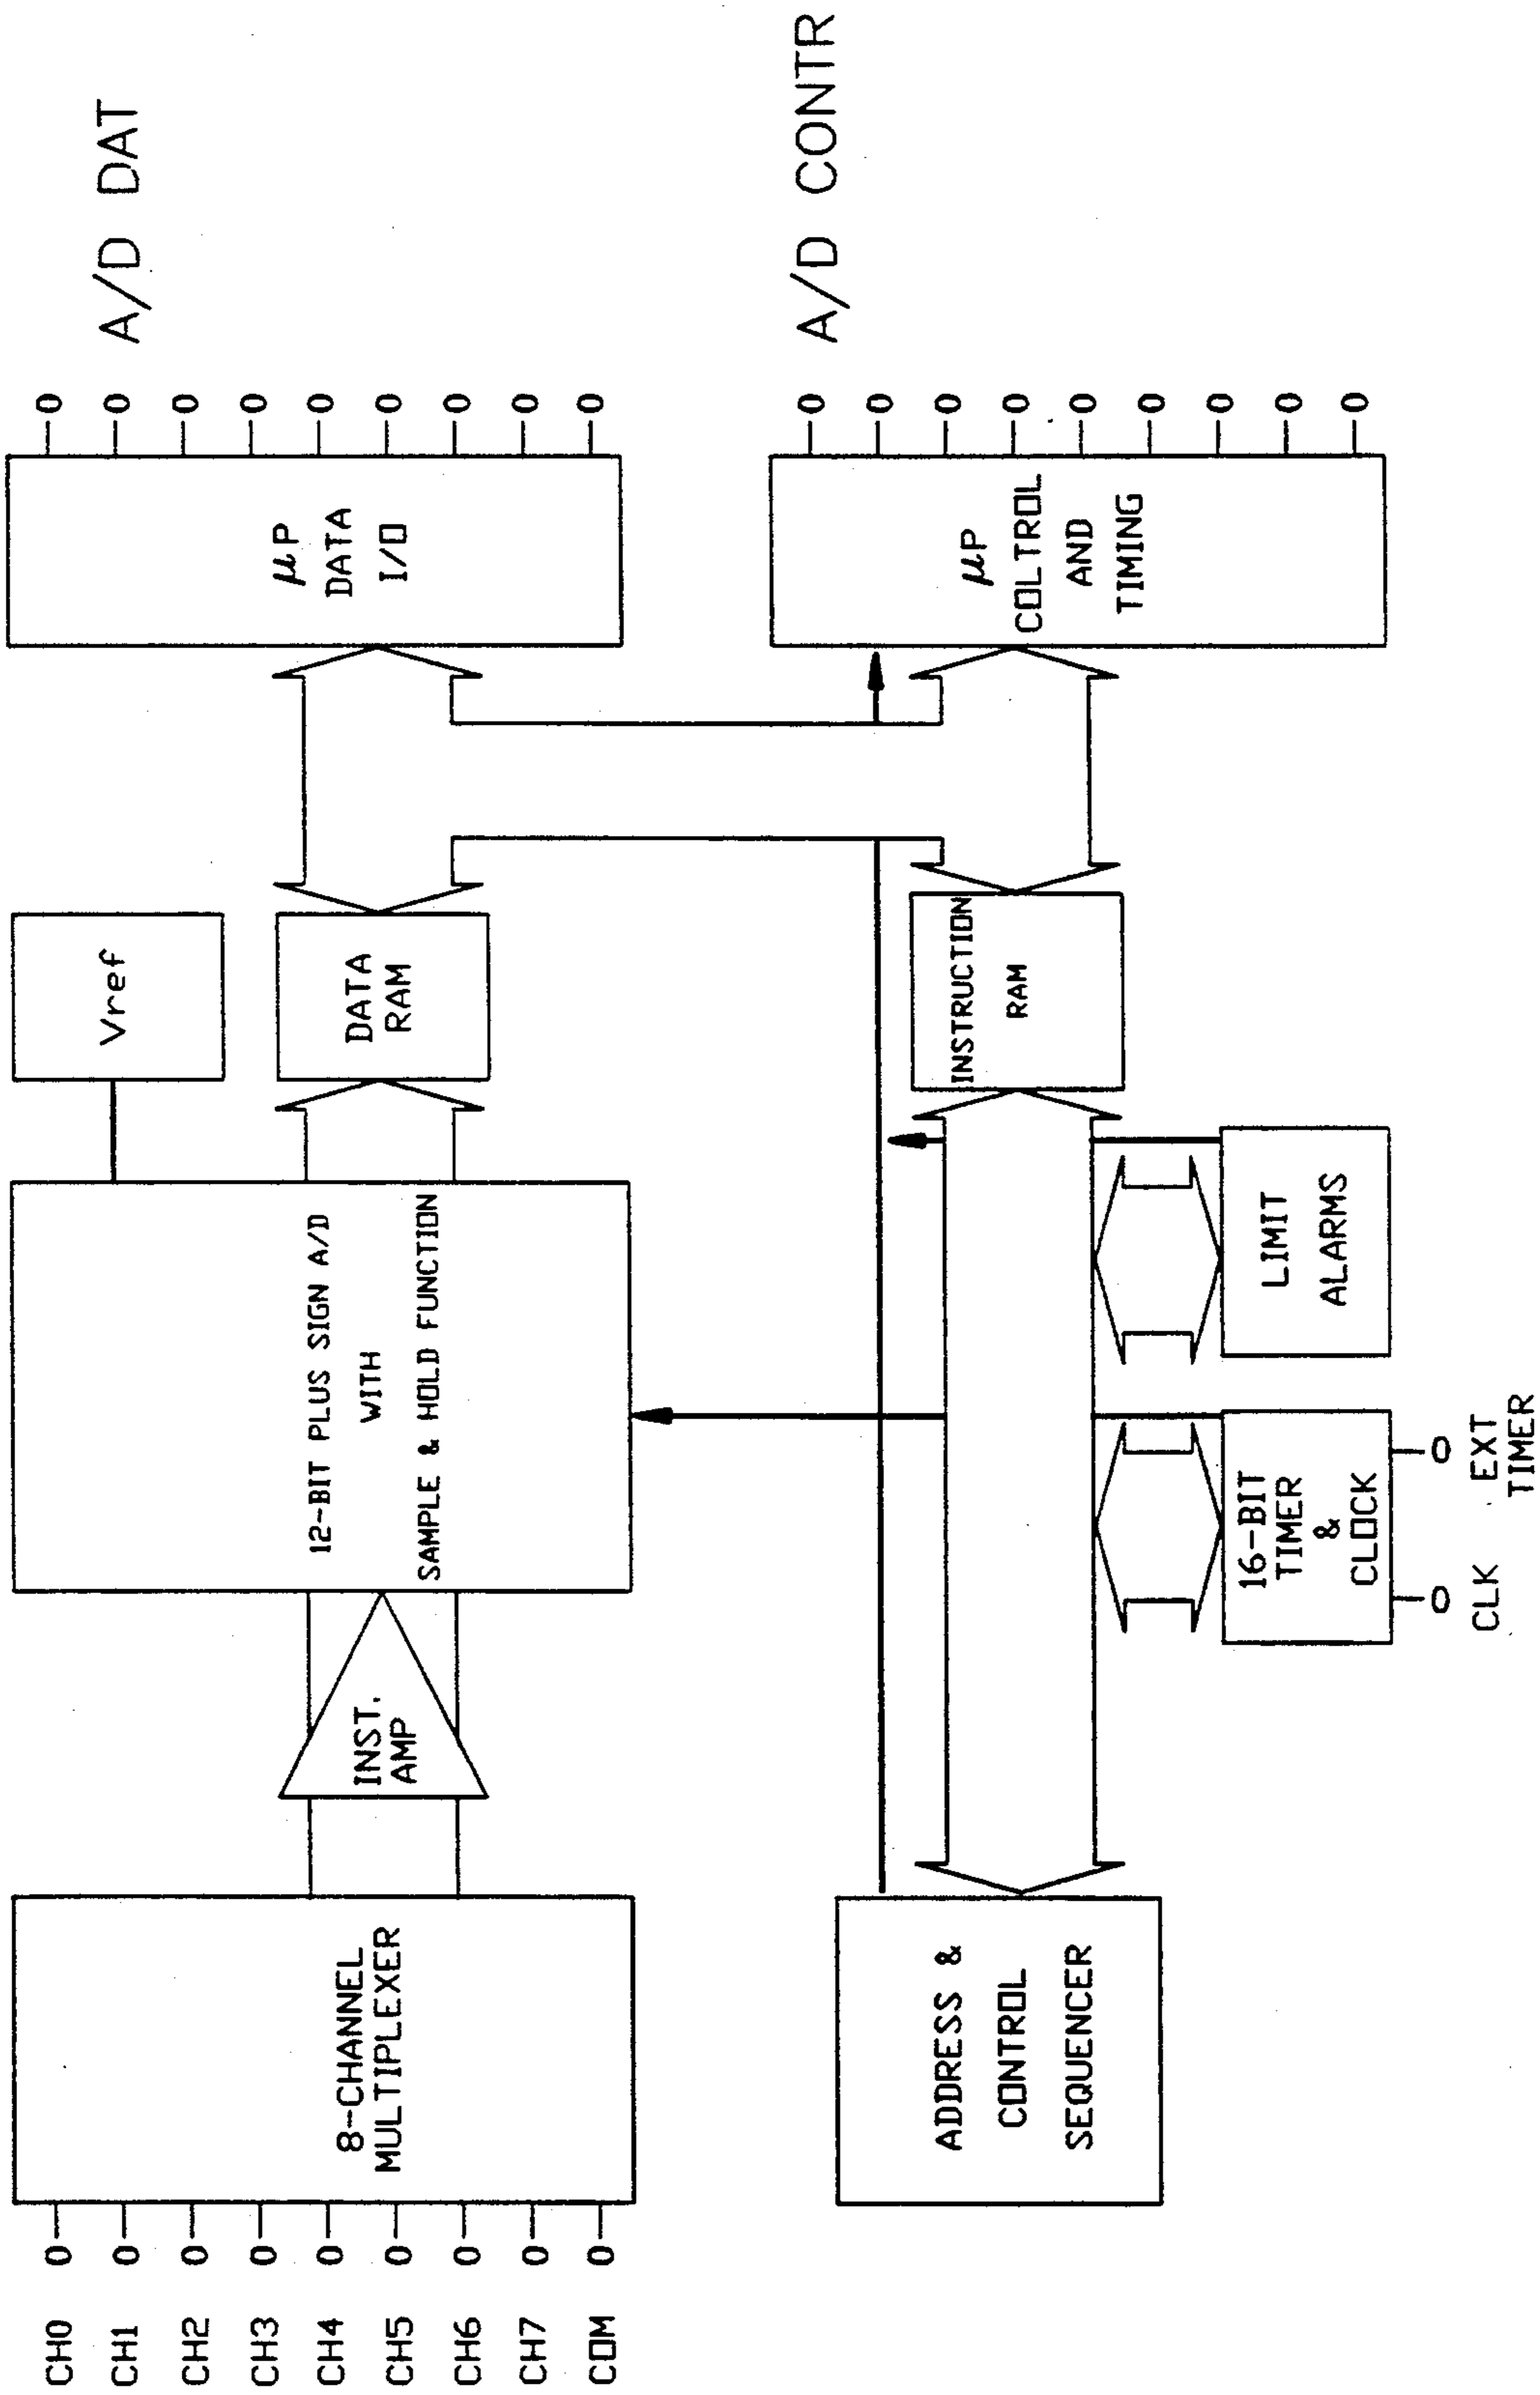 CH0
CH1
CH2
CH3
CH4
CH5
CH6
CH7
COM
8-CHANNEL
MULTIPLEXER
INST.
AMP
12-BIT PLUS SIGN A/D
WITH
SAMPLE & HOLD FUNCTION
Vref
DATA
RAM
µP
DATA
I/O
A/D DAT
ADDRESS &
CONTROL
SEQUENCER
16-BIT
TIMER
&
CLOCK
CLK
EXT
TIMER
LIMIT
ALARMS
INSTRUCTION
RAM
µP
COLTROL
AND
TIMING
A/D CONTR